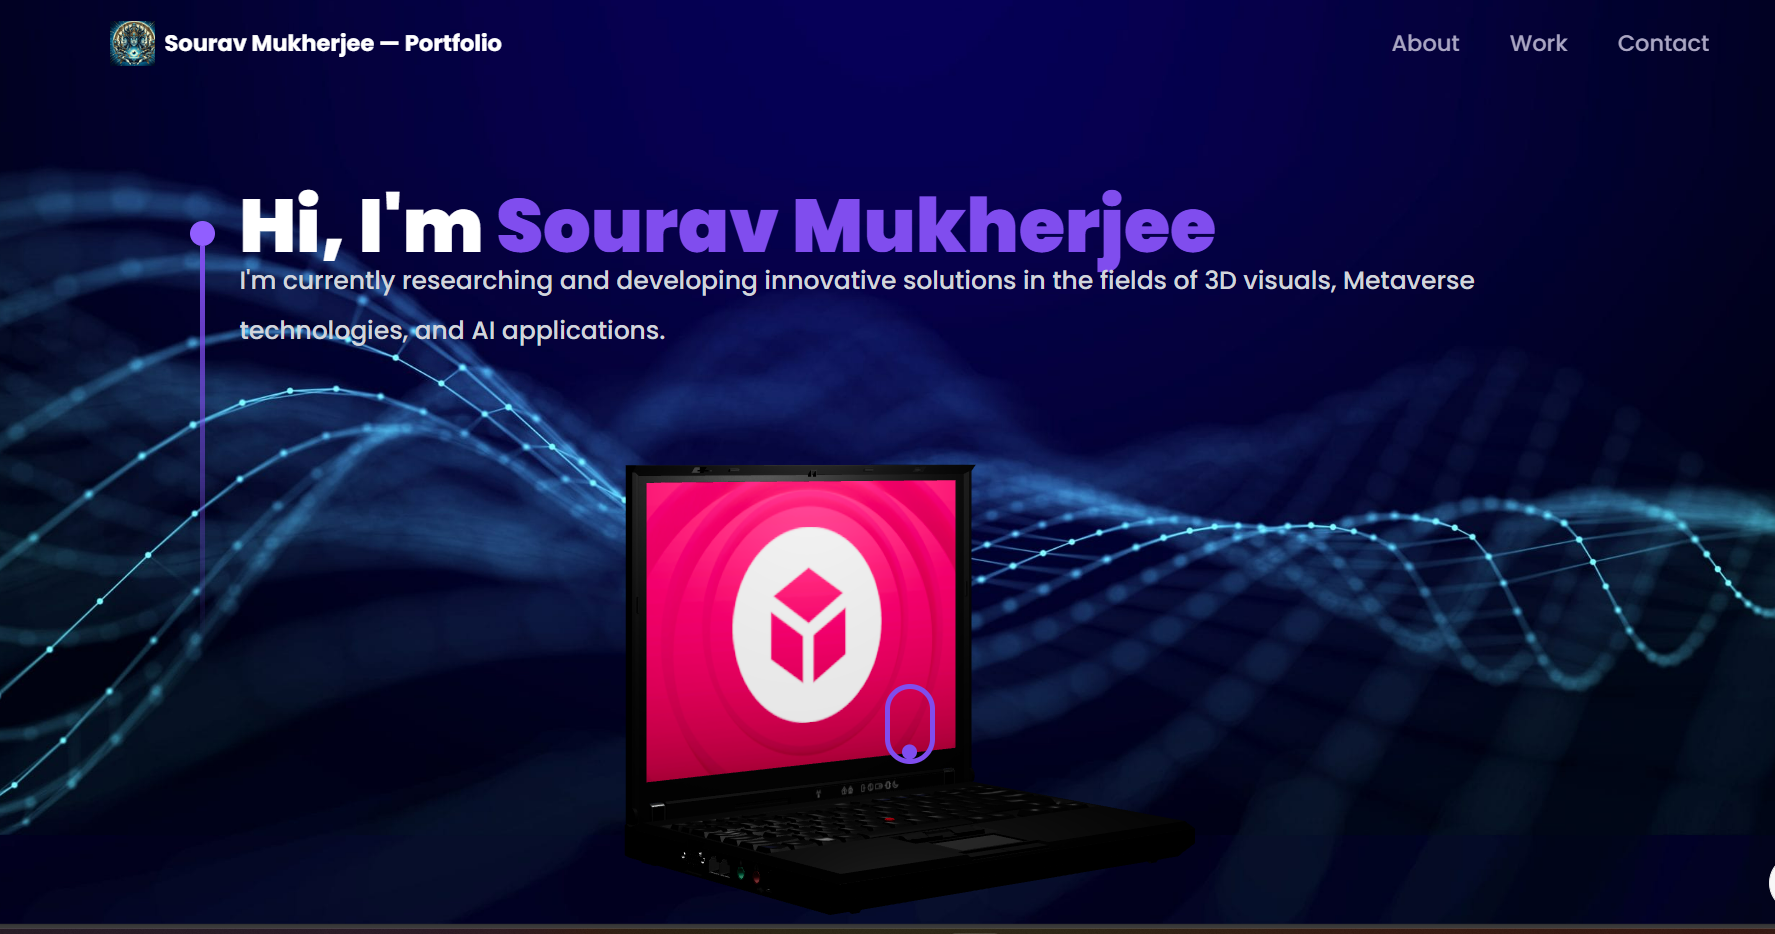 Sourav Mukherjee — Portfolio
About
Work
Contact
Hi, I'm Sourav Mukherjee
I'm currently researching and developing innovative solutions in the fields of 3D visuals, Metaverse
technologies, and AI applications.